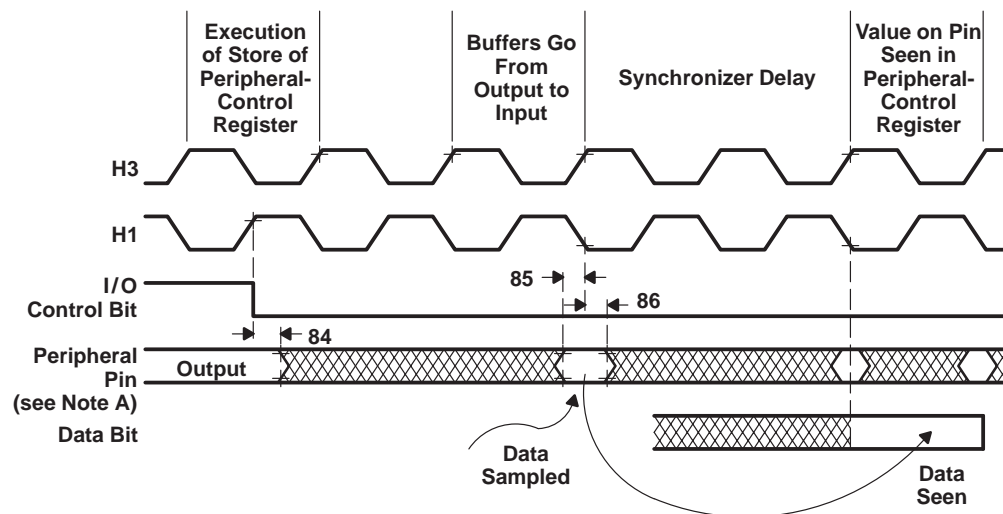 Execution
of Store of
Peripheral-
Control
Register
Buffers Go
From
Output to
Input
Synchronizer Delay
Value on Pin
Seen in
Peripheral-
Control
Register
H3
H1
I/O
Control Bit
85
86
84
Peripheral
Pin
(see Note A)
Output
Data Bit
Data
Sampled
Data
Seen